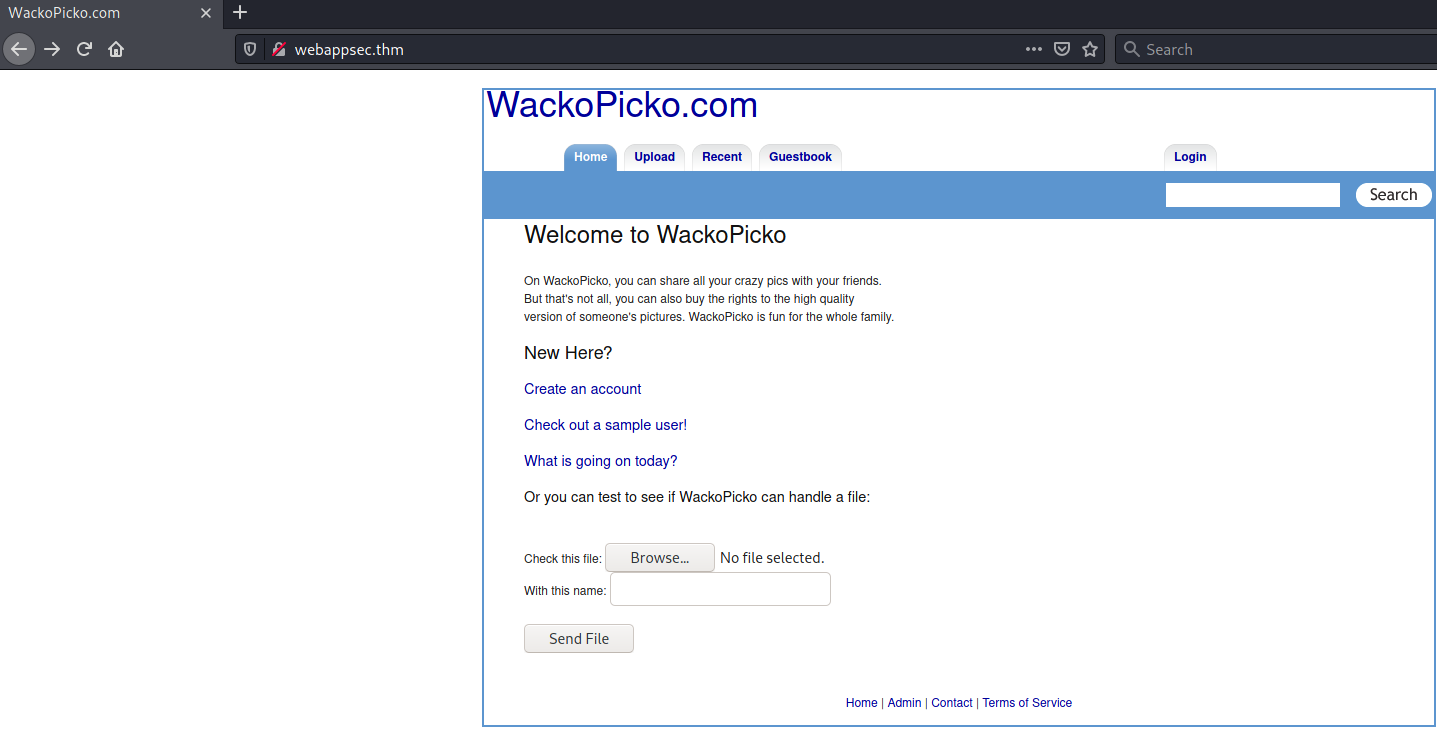 WackoPicko.com
webappsec.thm
Search
WackoPicko.com
Home Upload Recent Guestbook Login
Search
Welcome to WackoPicko
On WackoPicko, you can share all your crazy pics with your friends.
But that's not all, you can also buy the rights to the high quality
version of someone's pictures. WackoPicko is fun for the whole family.
New Here?
Create an account
Check out a sample user!
What is going on today?
Or you can test to see if WackoPicko can handle a file:
Check this file: Browse... No file selected.
With this name:
Send File
Home | Admin | Contact | Terms of Service